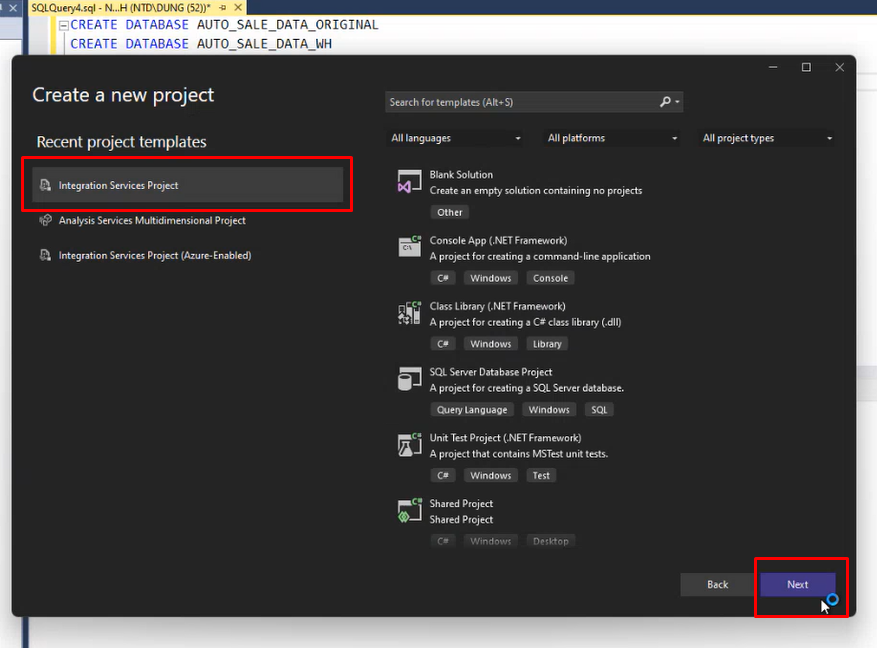 SQLQuery4.sql - N...H (NTD\DUNG (52))*
CREATE DATABASE AUTO_SALE_DATA_ORIGINAL
CREATE DATABASE AUTO_SALE_DATA_WH
Create a new project
Recent project templates
Integration Services Project
Analysis Services Multidimensional Project
Integration Services Project (Azure-Enabled)
Search for templates (Alt+S)
All languages
All platforms
All project types
Blank Solution
Create an empty solution containing no projects
Other
C#
Console App (.NET Framework)
C:\
A project for creating a command-line application
C# Windows Console
C#
Class Library (.NET Framework)
A project for creating a C# class library (.dll)
C# Windows Library
SQL Server Database Project
A project for creating a SQL Server database.
Query Language Windows SQL
C#
Unit Test Project (.NET Framework)
A project that contains MSTest unit tests.
C# Windows Test
C#
Shared Project
Shared Project
C# Windows Desktop
Back
Next